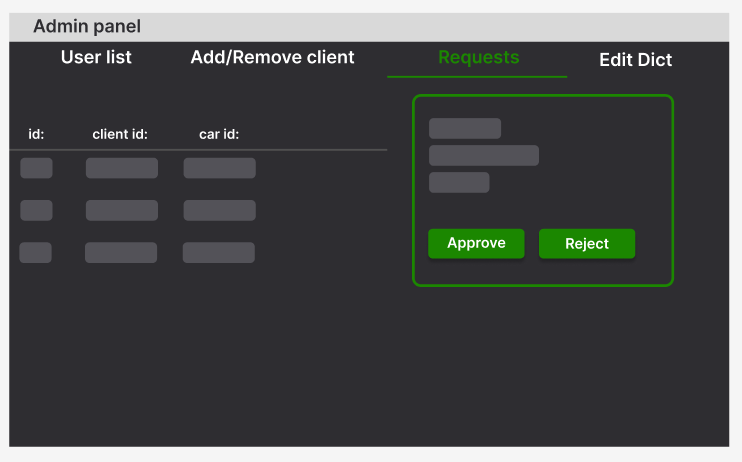 Admin panel
User list Add/Remove client Requests Edit Dict
id: client id: car id:
Approve Reject